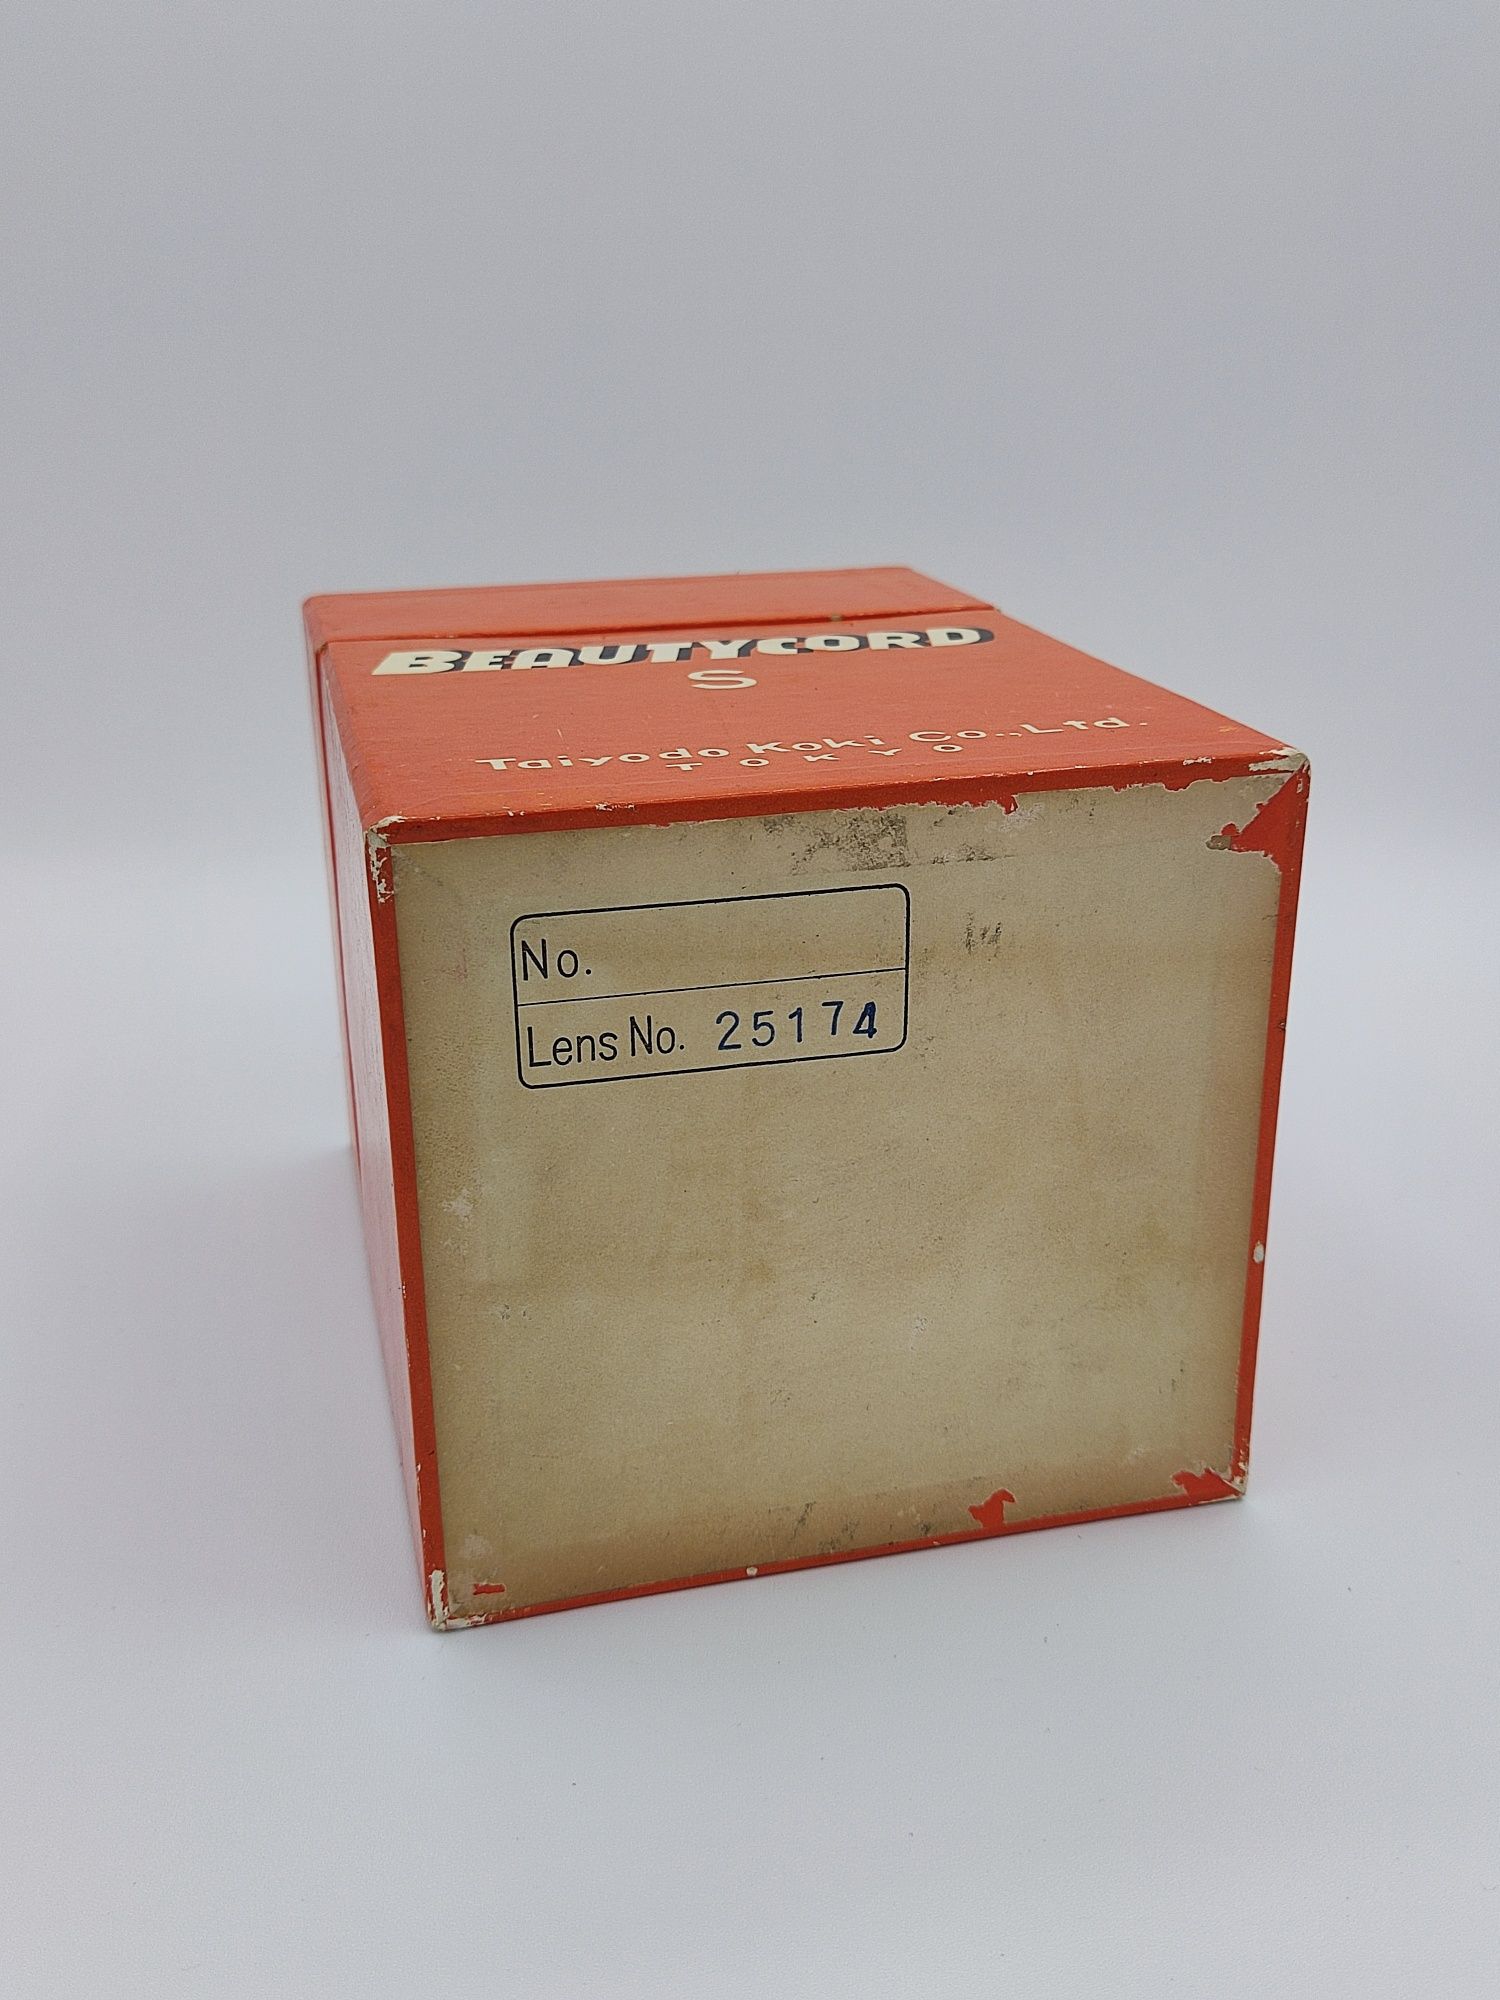 BEAUTYCORD
S
Taiyodo Koki Co.,Ltd.
TOKYO
No.
Lens No. 25174